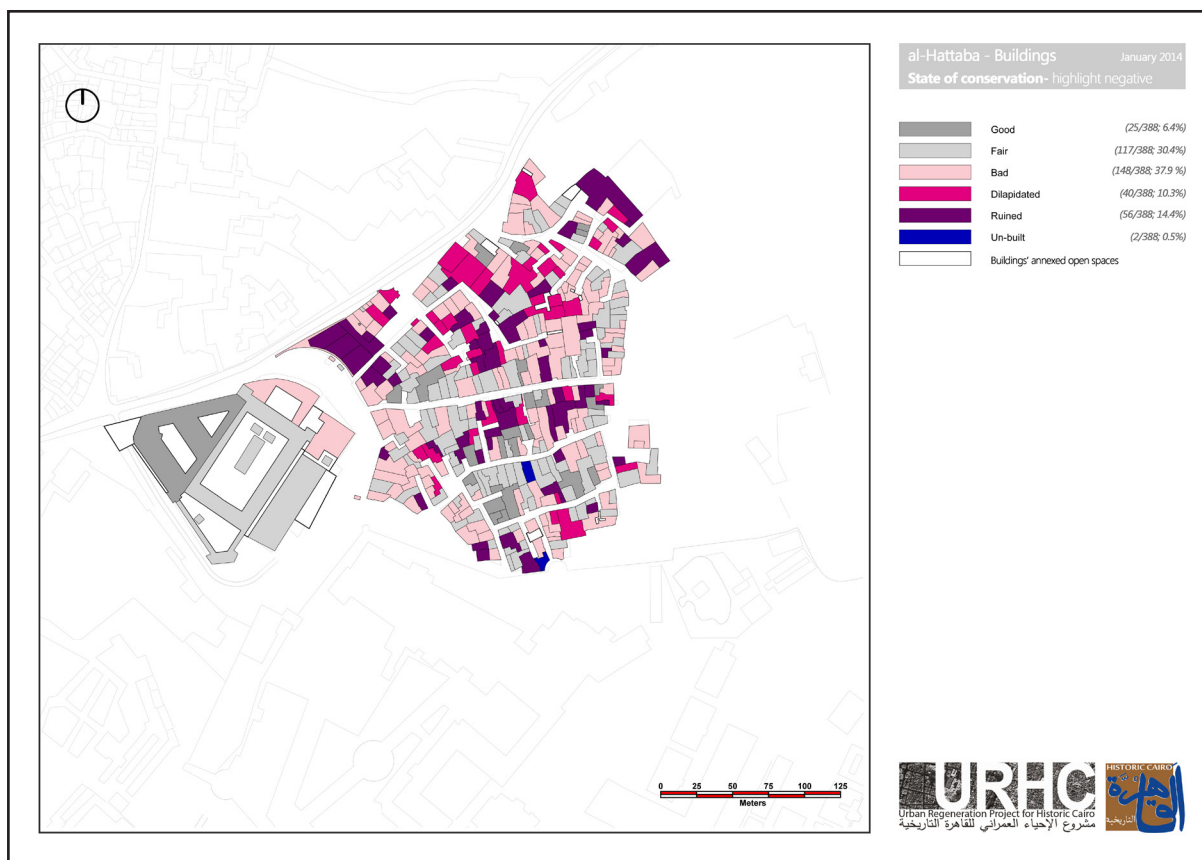 al-Hattaba - Buildings January 2014
State of conservation- highlight negative
Good (25/388; 6.4%)
Fair (117/388; 30.4%)
Bad (148/388; 37.9 %)
Dilapidated (40/388; 10.3%)
Ruined (56/388; 14.4%)
Un-built (2/388; 0.5%)
Buildings' annexed open spaces
0 25 50 75 100 125
Meters
URHC
Urban Regeneration Project for Historic Cairo
مشروع الإحياء العمراني للقاهرة التاريخية
HISTORIC CAIRO
القاهرة
التاريخية